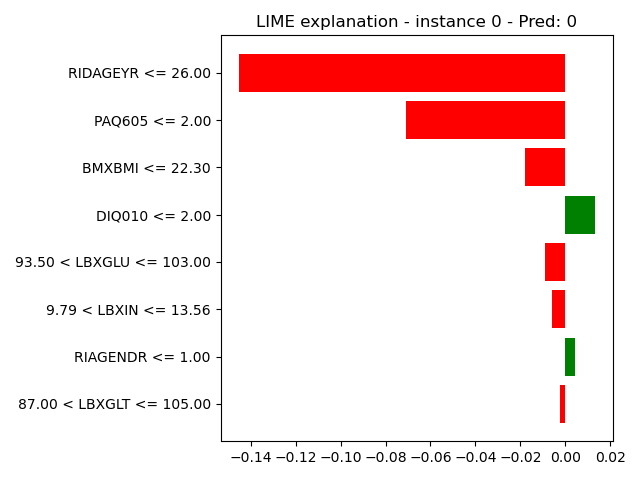 LIME explanation - instance 0 - Pred: 0
RIDAGEYR <= 26.00
PAQ605 <= 2.00
BMXBMI <= 22.30
DIQ010 <= 2.00
93.50 < LBXGLU <= 103.00
9.79 < LBXIN <= 13.56
RIAGENDR <= 1.00
87.00 < LBXGLT <= 105.00
−0.14 −0.12 −0.10 −0.08 −0.06 −0.04 −0.02 0.00 0.02